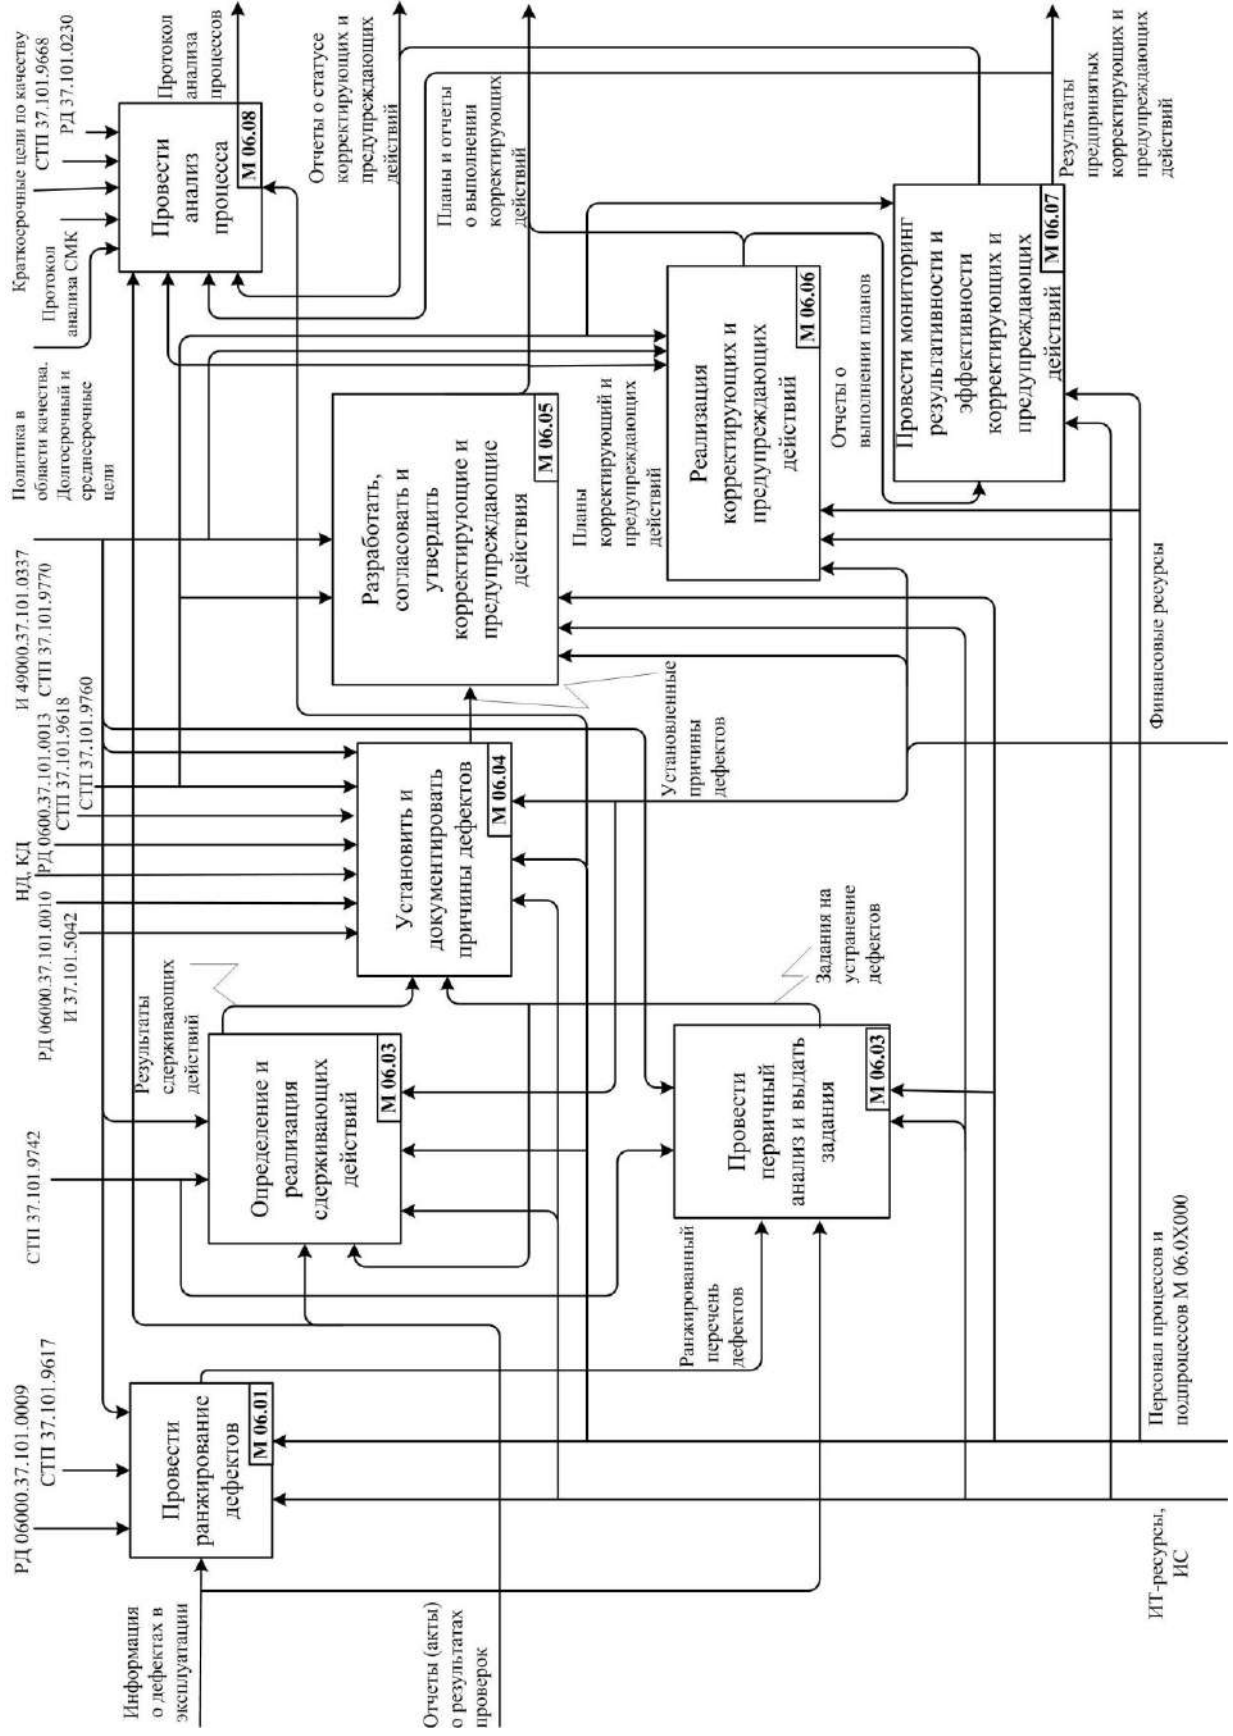 РД 06000.37.101.0009
СТП 37.101.9617
СТП 37.101.9742
РД 06000.37.101.0010
И 37.101.5042
НД, КД
РД 0600.37.101.0013
СТП 37.101.9618
СТП 37.101.9760
И 49000.37.101.0337
СТП 37.101.9770
Политика в
области качества.
Долгосрочный и
среднесрочные
цели
Протокол
анализа СМК
Краткосрочные цели по качеству
СТП 37.101.9668
РД 37.101.0230
Информация
о дефектах в
эксплуатации
Отчеты (акты)
о результатах
проверок
Провести
ранжирование
дефектов
М 06.01
Результаты
сдерживающих
действий
Определение и
реализация
сдерживающих
действий
М 06.03
Ранжированный
перечень
дефектов
Провести
первичный
анализ и выдать
задания
М 06.03
Задания на
устранение
дефектов
Установить и
документировать
причины дефектов
М 06.04
Установленные
причины
дефектов
Разработать,
согласовать и
утвердить
корректирующие и
предупреждающие
действия
М 06.05
Планы
корректирующий и
предупреждающих
действий
Реализация
корректирующих и
предупреждающих
действий
М 06.06
Отчеты о
выполнении планов
Провести мониторинг
результативности и
эффективности
корректирующих и
предупреждающих
действий
М 06.07
Провести
анализ
процесса
М 06.08
Протокол
анализа
процессов
Отчеты о статусе
корректирующих и
предупреждающих
действий
Планы и отчеты
о выполнении
корректирующих
действий
Результаты
предпринятых
корректирующих и
предупреждающих
действий
ИТ-ресурсы,
ИС
Персонал процессов и
подпроцессов М 06.0Х000
Финансовые ресурсы